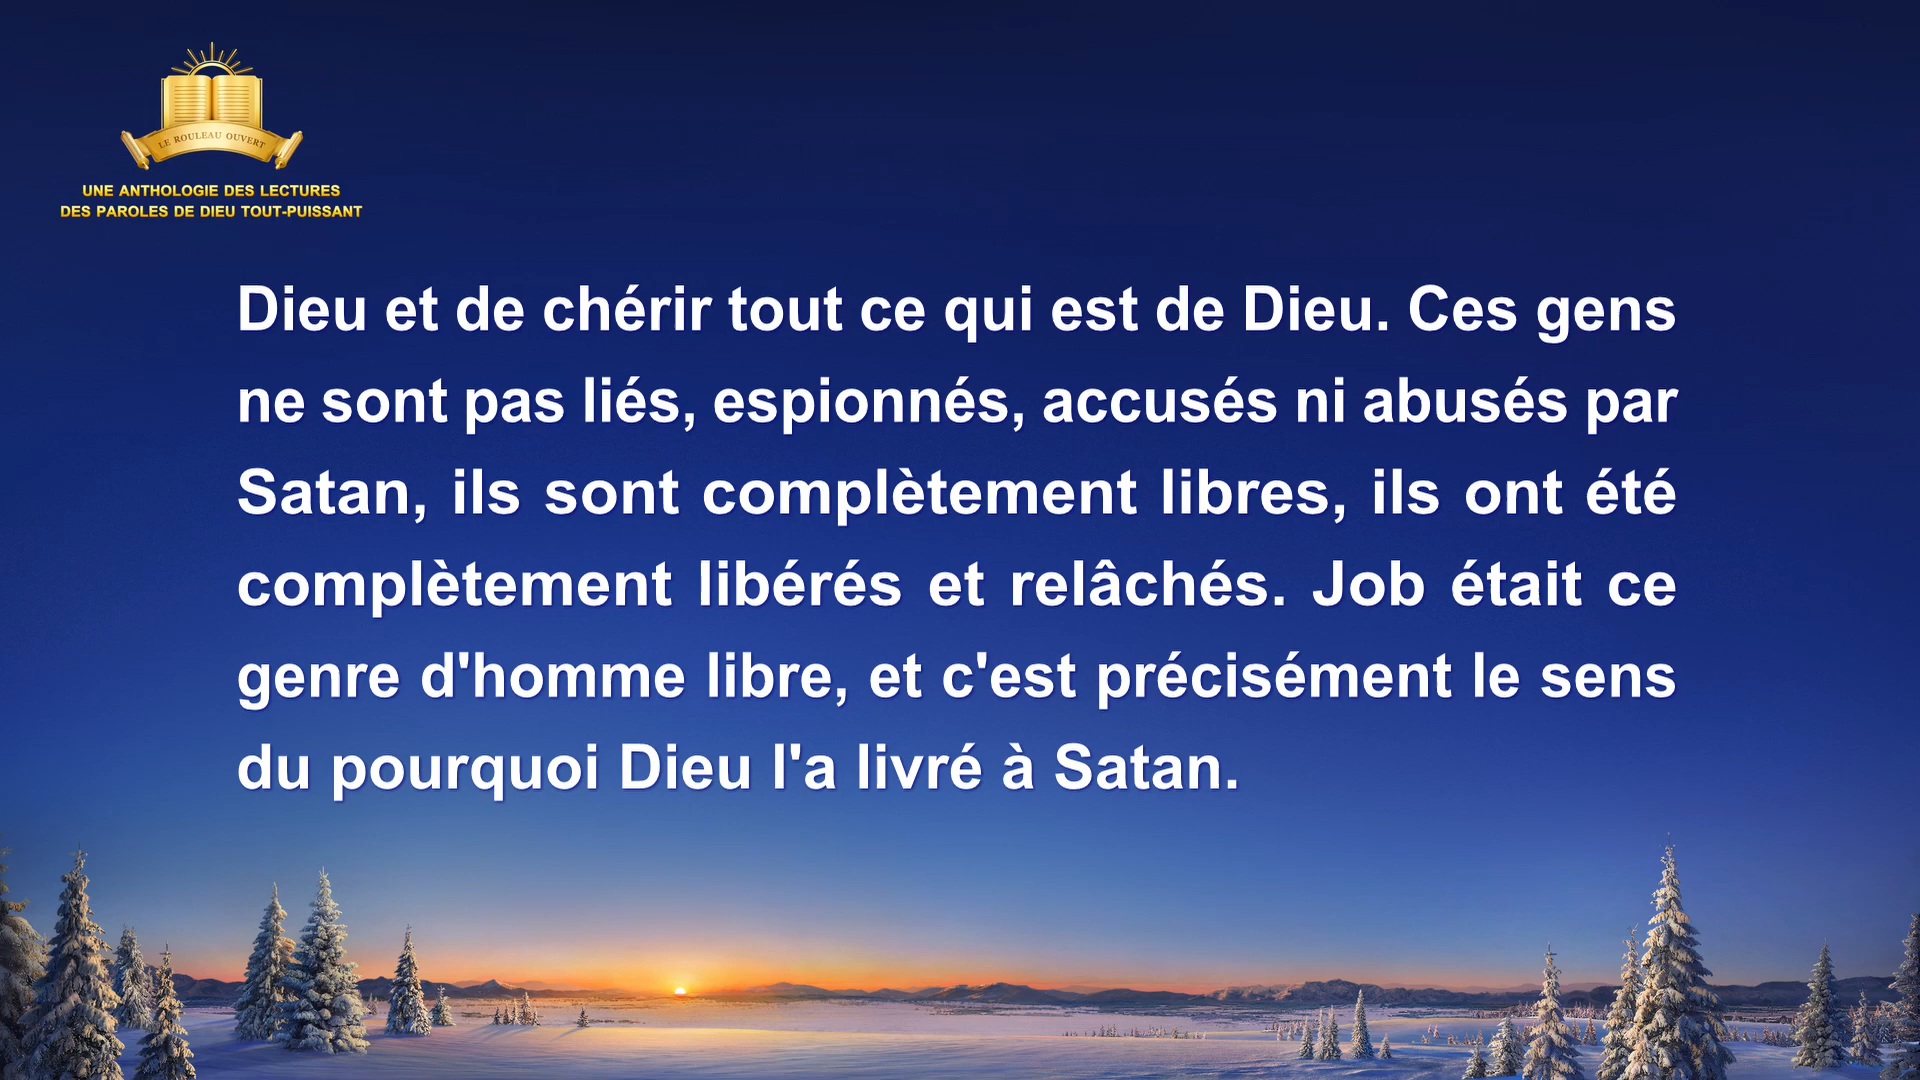 LE ROULEAU OUVERT
UNE ANTHOLOGIE DES LECTURES
DES PAROLES DE DIEU TOUT-PUISSANT
Dieu et de chérir tout ce qui est de Dieu. Ces gens
ne sont pas liés, espionnés, accusés ni abusés par
Satan, ils sont complètement libres, ils ont été
complètement libérés et relâchés. Job était ce
genre d'homme libre, et c'est précisément le sens
du pourquoi Dieu l'a livré à Satan.